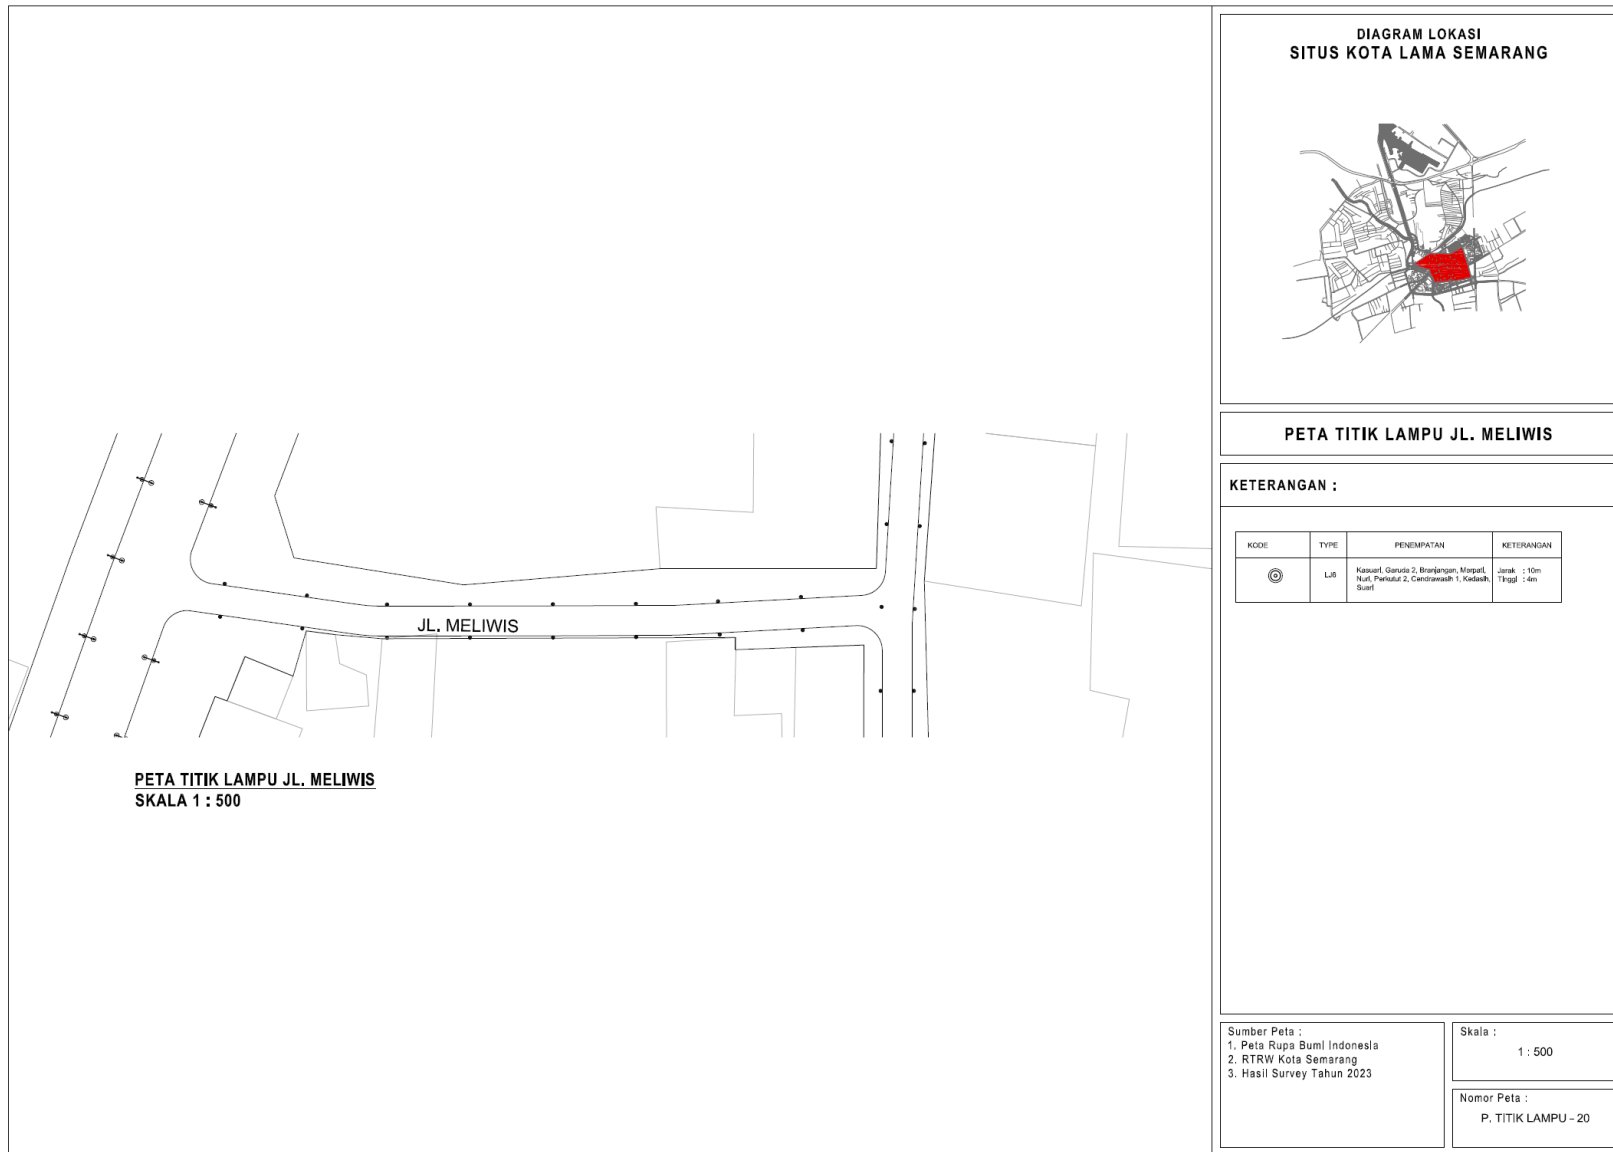 DIAGRAM LOKASI
SITUS KOTA LAMA SEMARANG
PETA TITIK LAMPU JL. MELIWIS
KETERANGAN :
KODE TYPE PENEMPATAN KETERANGAN
LJ6
Kasuari, Garuda 2, Branjangan, Merpati,
Nuri, Perkutut 2, Cendrawasih 1, Kedasih,
Suari
Jarak : 10m
Tinggi : 4m
JL. MELIWIS
PETA TITIK LAMPU JL. MELIWIS
SKALA 1 : 500
Sumber Peta :
1. Peta Rupa Bumi Indonesia
2. RTRW Kota Semarang
3. Hasil Survey Tahun 2023
Skala :
1 : 500
Nomor Peta :
P. TITIK LAMPU - 20